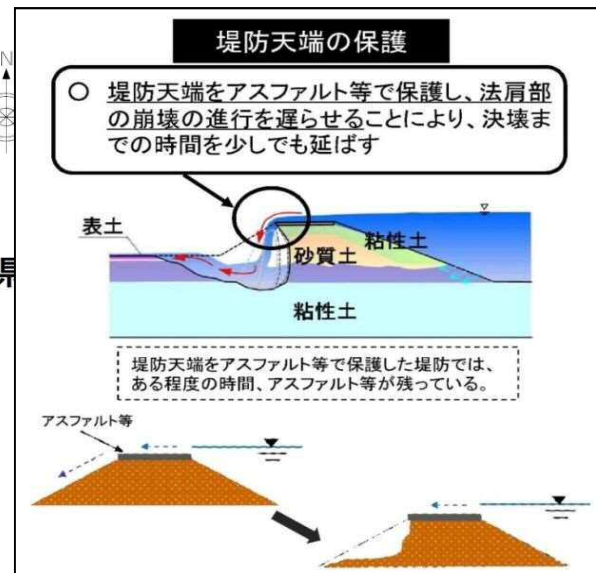 堤防天端の保護
N
○ 堤防天端をアスファルト等で保護し、法肩部
の崩壊の進行を遅らせることにより、決壊ま
での時間を少しでも延ばす
表土
粘性土
砂質土
県
粘性土
堤防天端をアスファルト等で保護した堤防では、
ある程度の時間、アスファルト等が残っている。
アスファルト等